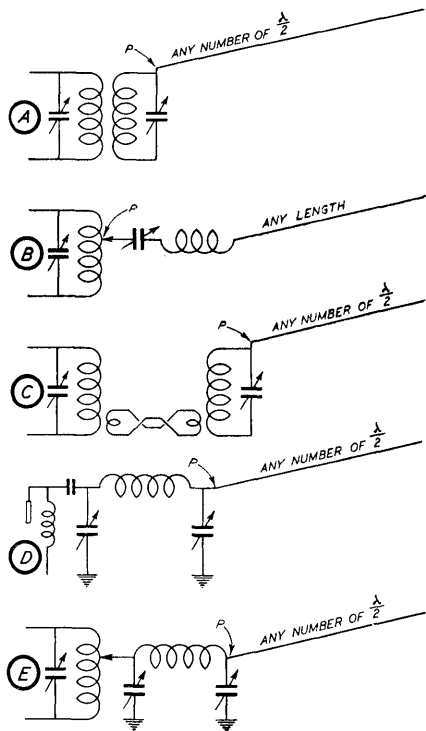 P
ANY NUMBER OF λ/2
A
P
ANY LENGTH
B
P
ANY NUMBER OF λ/2
C
P
ANY NUMBER OF λ/2
D
P
ANY NUMBER OF λ/2
E